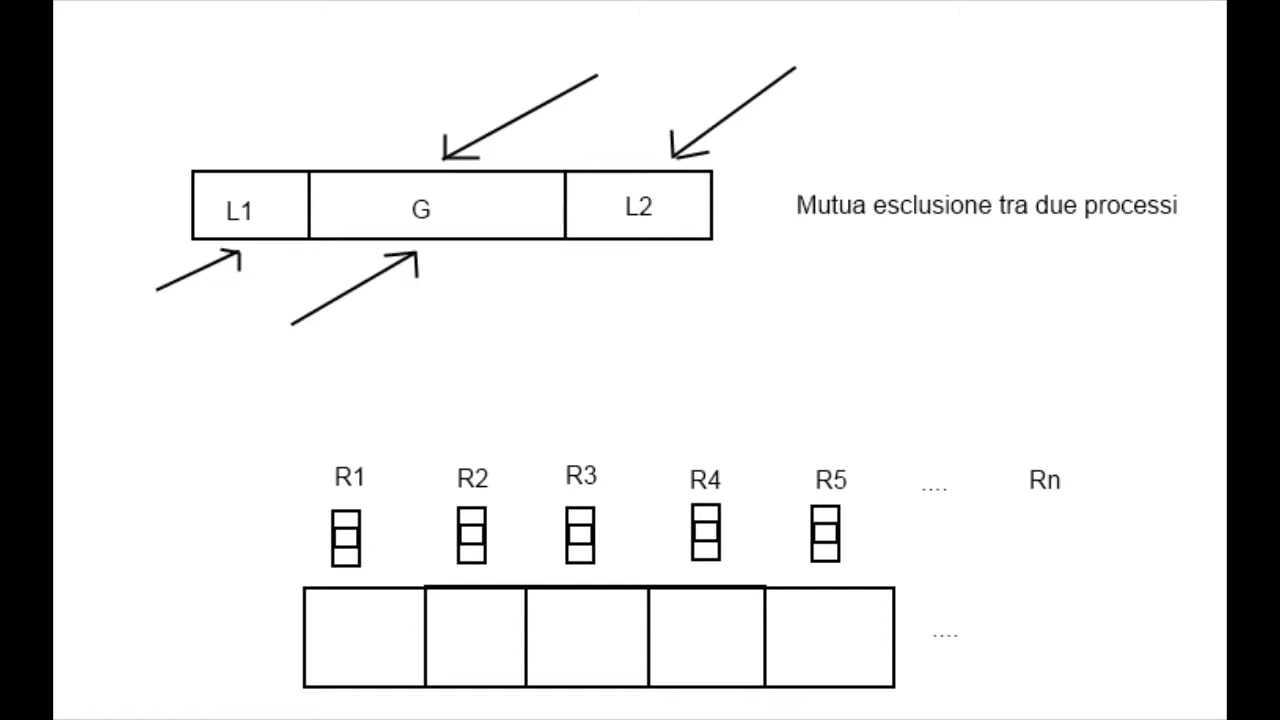 L1 G L2
Mutua esclusione tra due processi
R1 R2 R3 R4 R5 .... Rn
....